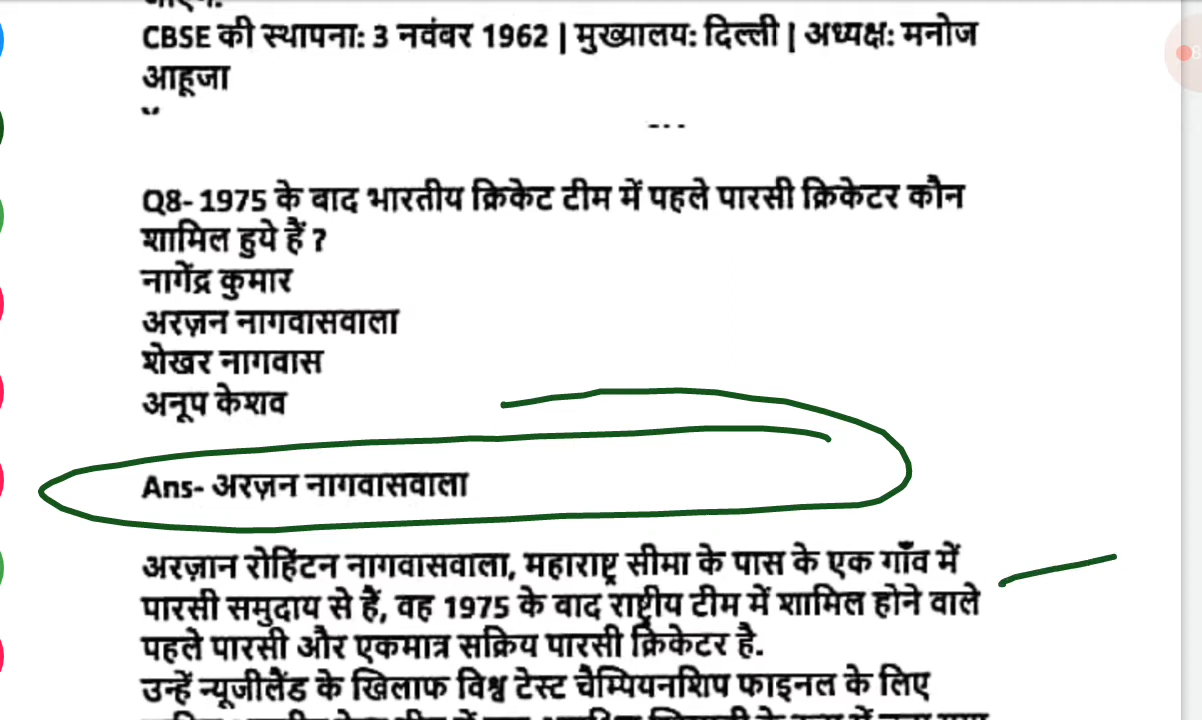 CBSE की स्थापना: 3 नवंबर 1962 | मुख्यालय: दिल्ली | अध्यक्ष: मनोज
आहूजा
Q8- 1975 के बाद भारतीय क्रिकेट टीम में पहले पारसी क्रिकेटर कौन
शामिल हुये हैं ?
नागेंद्र कुमार
अरज़न नागवासवाला
शेखर नागवास
अनूप केशव
Ans- अरज़न नागवासवाला
अरज़ान रोहिंटन नागवासवाला, महाराष्ट्र सीमा के पास के एक गाँव में
पारसी समुदाय से हैं, वह 1975 के बाद राष्ट्रीय टीम में शामिल होने वाले
पहले पारसी और एकमात्र सक्रिय पारसी क्रिकेटर है.
उन्हें न्यूजीलैंड के खिलाफ विश्व टेस्ट चैम्पियनशिप फाइनल के लिए